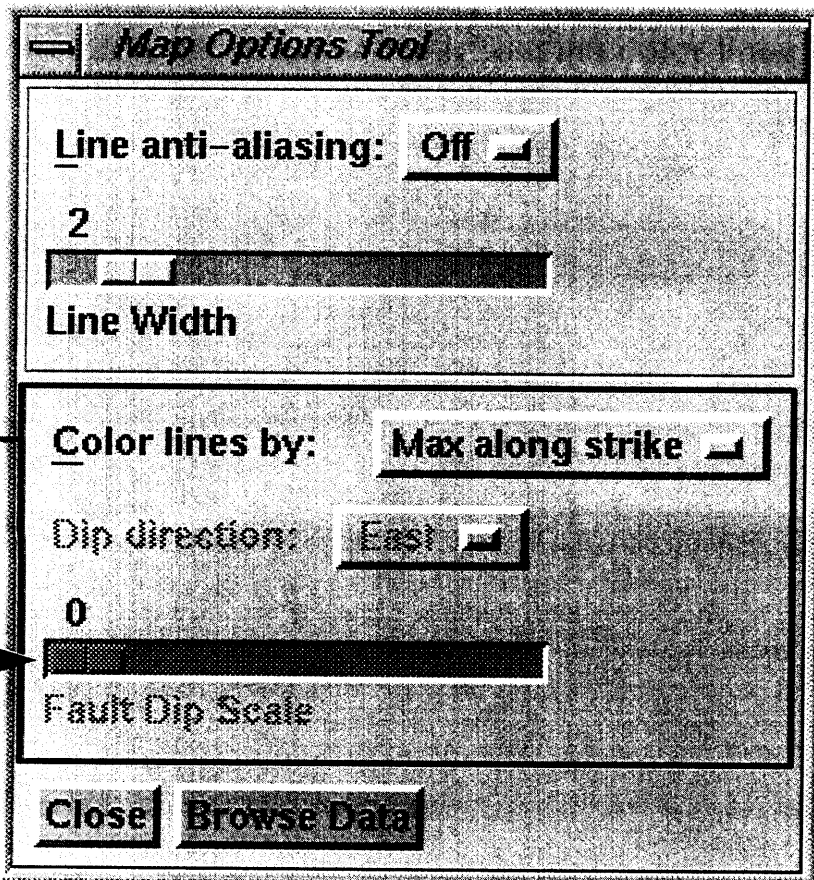 Map Options Tool
Line anti-aliasing: Off
2
Line Width
Color lines by: Max along strike
Dip direction: East
0
Fault Dip Scale
Close Browse Data